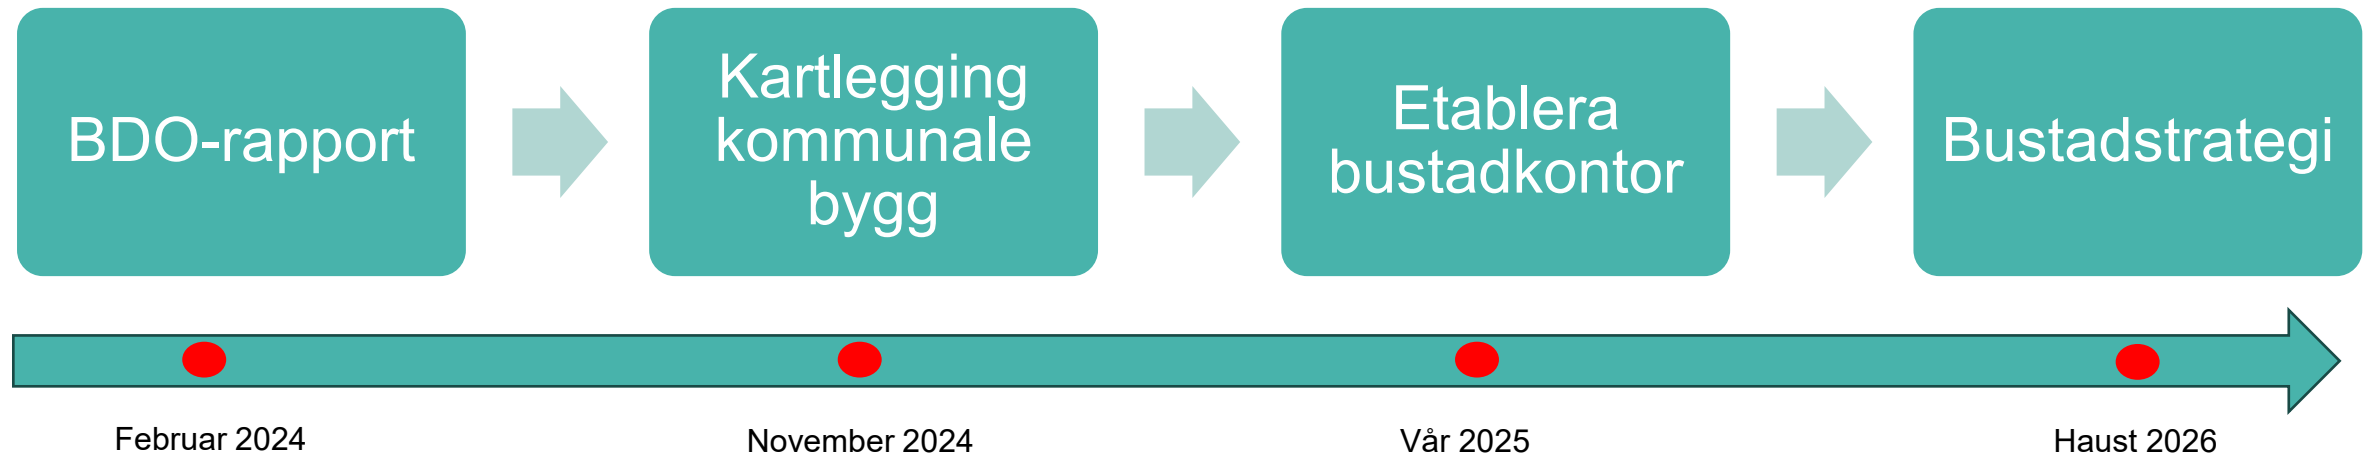 BDO-rapport
Kartlegging
kommunale
bygg
Etablera
bustadkontor
Bustadstrategi
Februar 2024
November 2024
Vår 2025
Haust 2026